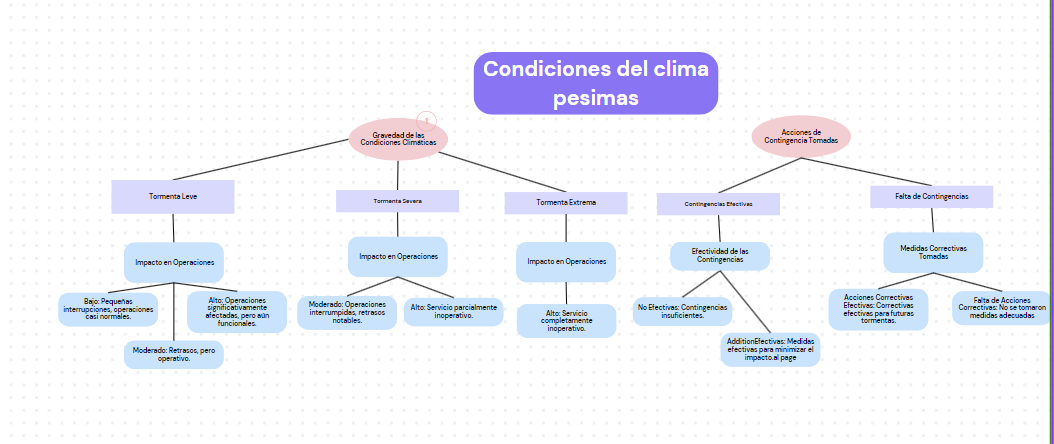 Condiciones del clima
pesimas
Gravedad de las
Condiciones Climáticas
Acciones de
Contingencia Tomadas
Tormenta Leve
Tormenta Severa
Tormenta Extrema
Contingencias Efectivas
Falta de Contingencias
Impacto en Operaciones
Impacto en Operaciones
Impacto en Operaciones
Efectividad de las
Contingencias
Medidas Correctivas
Tomadas
Bajo: Pequeñas
interrupciones, operaciones
casi normales.
Alto: Operaciones
significativamente
afectadas, pero aún
funcionales.
Moderado: Retrasos, pero
operativo.
Moderado: Operaciones
interrumpidas, retrasos
notables.
Alto: Servicio parcialmente
inoperativo.
Alto: Servicio
completamente
inoperativo.
No Efectivas: Contingencias
insuficientes.
AdditionEfectivas: Medidas
efectivas para minimizar el
impacto.al page
Acciones Correctivas
Efectivas: Correctivas
efectivas para futuras
tormentas.
Falta de Acciones
Correctivas: No se tomaron
medidas adecuadas